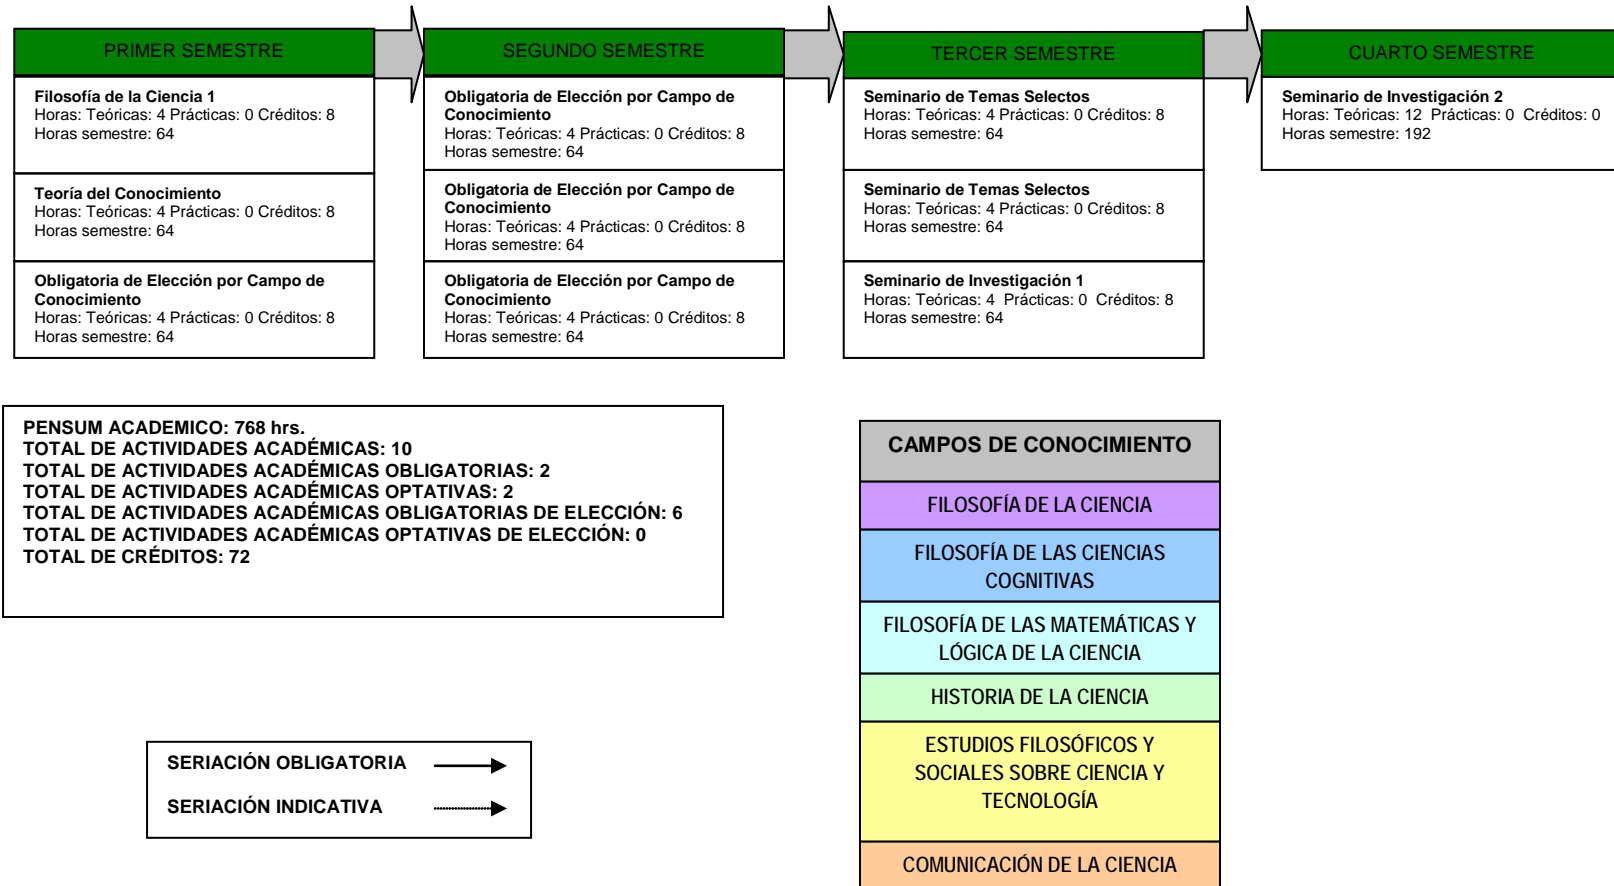 PRIMER SEMESTRE
Filosofía de la Ciencia 1
Horas: Teóricas: 4 Prácticas: 0 Créditos: 8
Horas semestre: 64
Teoría del Conocimiento
Horas: Teóricas: 4 Prácticas: 0 Créditos: 8
Horas semestre: 64
Obligatoria de Elección por Campo de
Conocimiento
Horas: Teóricas: 4 Prácticas: 0 Créditos: 8
Horas semestre: 64
SEGUNDO SEMESTRE
Obligatoria de Elección por Campo de
Conocimiento
Horas: Teóricas: 4 Prácticas: 0 Créditos: 8
Horas semestre: 64
Obligatoria de Elección por Campo de
Conocimiento
Horas: Teóricas: 4 Prácticas: 0 Créditos: 8
Horas semestre: 64
Obligatoria de Elección por Campo de
Conocimiento
Horas: Teóricas: 4 Prácticas: 0 Créditos: 8
Horas semestre: 64
TERCER SEMESTRE
Seminario de Temas Selectos
Horas: Teóricas: 4 Prácticas: 0 Créditos: 8
Horas semestre: 64
Seminario de Temas Selectos
Horas: Teóricas: 4 Prácticas: 0 Créditos: 8
Horas semestre: 64
Seminario de Investigación 1
Horas: Teóricas: 4 Prácticas: 0 Créditos: 8
Horas semestre: 64
CUARTO SEMESTRE
Seminario de Investigación 2
Horas: Teóricas: 12 Prácticas: 0 Créditos: 0
Horas semestre: 192
PENSUM ACADEMICO: 768 hrs.
TOTAL DE ACTIVIDADES ACADÉMICAS: 10
TOTAL DE ACTIVIDADES ACADÉMICAS OBLIGATORIAS: 2
TOTAL DE ACTIVIDADES ACADÉMICAS OPTATIVAS: 2
TOTAL DE ACTIVIDADES ACADÉMICAS OBLIGATORIAS DE ELECCIÓN: 6
TOTAL DE ACTIVIDADES ACADÉMICAS OPTATIVAS DE ELECCIÓN: 0
TOTAL DE CRÉDITOS: 72
SERIACIÓN OBLIGATORIA
SERIACIÓN INDICATIVA
CAMPOS DE CONOCIMIENTO
FILOSOFÍA DE LA CIENCIA
FILOSOFÍA DE LAS CIENCIAS
COGNITIVAS
FILOSOFÍA DE LAS MATEMÁTICAS Y
LÓGICA DE LA CIENCIA
HISTORIA DE LA CIENCIA
ESTUDIOS FILOSÓFICOS Y
SOCIALES SOBRE CIENCIA Y
TECNOLOGÍA
COMUNICACIÓN DE LA CIENCIA